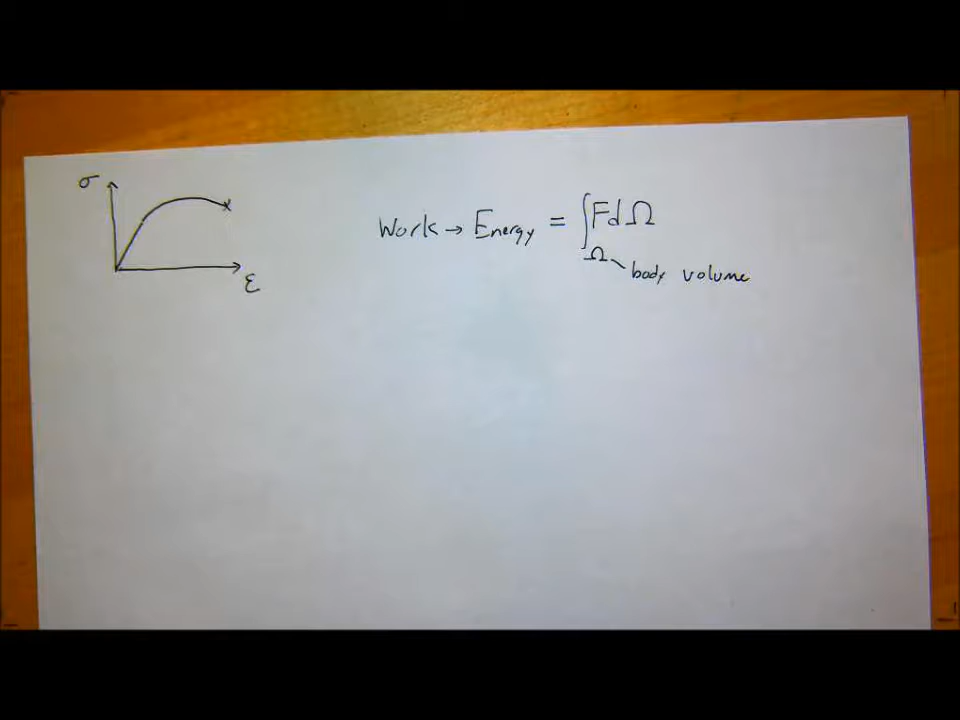 σ
ε
Work → Energy = ∫FdΩ
Ω
body volume